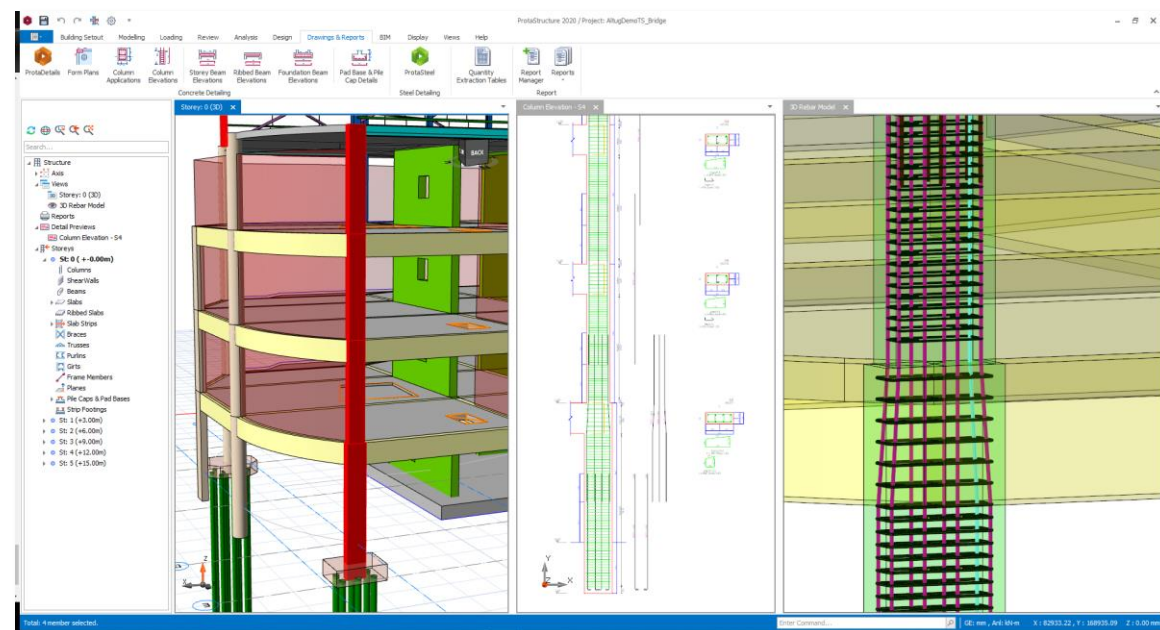 ProtaStructure 2020 / Project: AltugDemoITS_Bridge
Building Setout Modelling Loading Review Analysis Design Drawings & Reports BIM Display Views Help
ProtaDetails Form Plans Column Applications Column Elevations Storey Beam Elevations Ribbed Beam Elevations Foundation Beam Elevations Pad Base & Pile Cap Details ProtaSteel Quantity Extraction Tables Report Manager Reports
Concrete Detailing Steel Detailing Report
Storey: 0 (3D) Column Elevation - S4 3D Rebar Model
Search...
Structure
Axis
Views
Storey: 0 (3D)
3D Rebar Model
Reports
Detail Previews
Column Elevation - S4
Storeys
St: 0 ( +-0.00m)
Columns
ShearWalls
Beams
Slabs
Ribbed Slabs
Slab Strips
Braces
Trusses
Purlins
Girts
Frame Members
Planes
Pile Caps & Pad Bases
Strip Footings
St: 1 (+3.00m)
St: 2 (+6.00m)
St: 3 (+9.00m)
St: 4 (+12.00m)
St: 5 (+15.00m)
BACK
Z
X
Y
Z X
Total: 4 member selected. Enter Command... GE: mm , Anl: kN-m X : 82933.22 , Y : 168935.09 Z : 0.00 mm